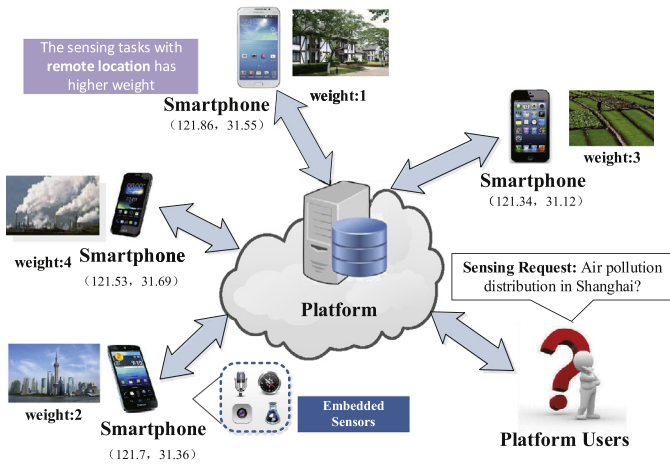 The sensing tasks with
remote location has
higher weight
Smartphone
(121.86, 31.55)
weight:1
Smartphone
(121.34, 31.12)
weight:3
weight:4
Smartphone
(121.53, 31.69)
Platform
Sensing Request: Air pollution
distribution in Shanghai?
weight:2
Smartphone
(121.7, 31.36)
Embedded
Sensors
Platform Users